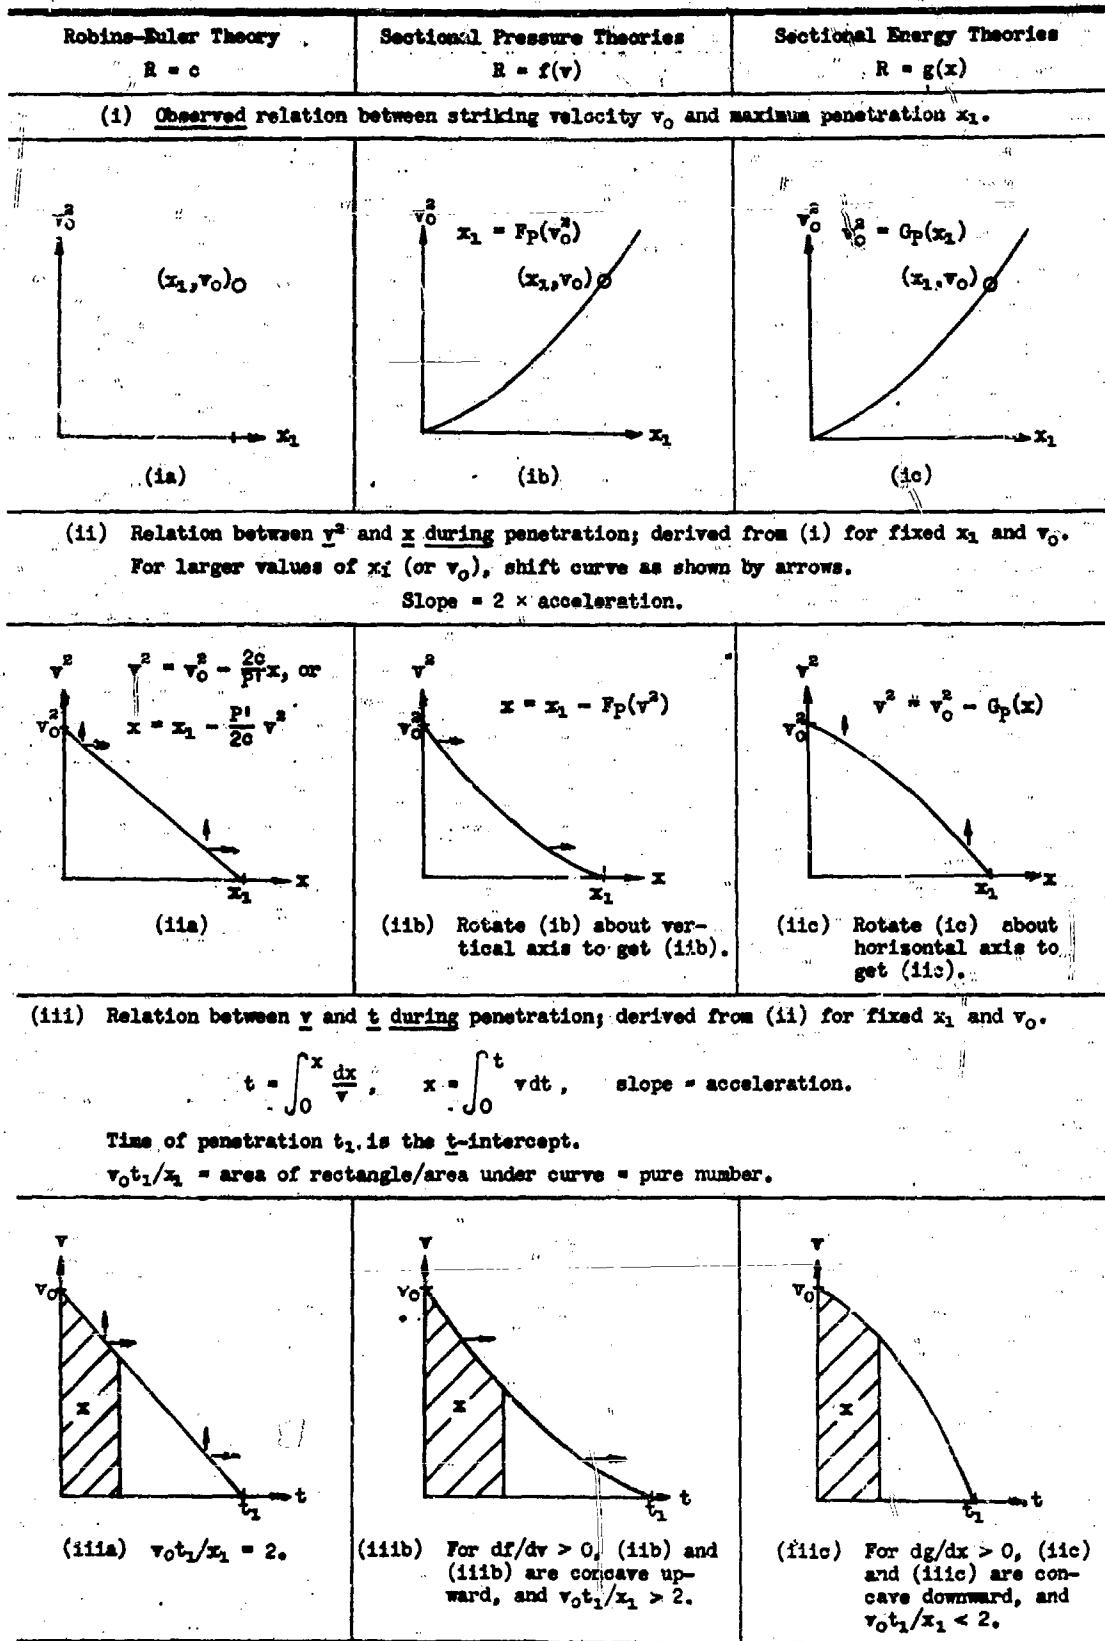 Robins-Euler Theory
R = c
Sectional Pressure Theories
R = f(v)
Sectional Energy Theories
R = g(x)
(i) Observed relation between striking velocity v₀ and maximum penetration x₁.
v₀²
(x₁,v₀)
x₁
(ia)
v₀²
x₁ = Fₚ(v₀²)
(x₁,v₀)
x₁
(ib)
v₀²
v₀² = Gₚ(x₁)
(x₁,v₀)
x₁
(ic)
(ii) Relation between v² and x during penetration; derived from (i) for fixed x₁ and v₀.
For larger values of x₁ (or v₀), shift curve as shown by arrows.
Slope = 2 × acceleration.
v²
v² = v₀² - 2c/P' x, or
x = x₁ - P'/2c v²
v₀²
x₁
x
(iia)
v²
x = x₁ - Fₚ(v²)
v₀²
x₁
x
(iib) Rotate (ib) about ver-
tical axis to get (iib).
v²
v² = v₀² - Gₚ(x)
v₀²
x₁
x
(iic) Rotate (ic) about
horizontal axis to
get (iic).
(iii) Relation between v and t during penetration; derived from (ii) for fixed x₁ and v₀.
t = ∫₀ˣ dx/v, x = ∫₀ᵗ vdt, slope = acceleration.
Time of penetration t₁ is the t-intercept.
v₀t₁/x₁ = area of rectangle/area under curve = pure number.
v
v₀
x
t₁
t
(iiia) v₀t₁/x₁ = 2.
v
v₀
x
t₁
t
(iiib) For df/dv > 0, (iib) and
(iiib) are concave up-
ward, and v₀t₁/x₁ > 2.
v
v₀
x
t₁
t
(iiic) For dg/dx > 0, (iic)
and (iiic) are con-
cave downward, and
v₀t₁/x₁ < 2.